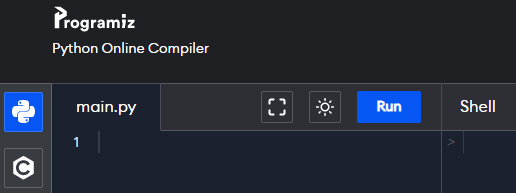 Programiz
Python Online Compiler
main.py
Run
Shell
1
>
C